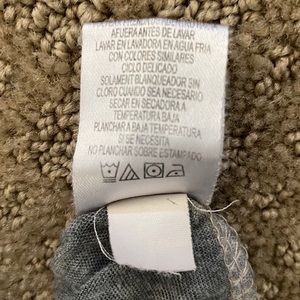 AFUERA ANTES DE LAVAR
LAVAR EN LAVADORA EN AGUA FRIA
CON COLORES SIMILARES
CICLO DELICADO
SOLAMENT BLANQUEADOR SIN
CLORO CUANDO SEA NECESARIO
SECAR EN SECADORA A
TEMPERATURA BAJA
PLANCHAR A BAJA TEMPERATURA
SI SE NECESITA
NO PLANCHAR SOBRE ESTAMPADO